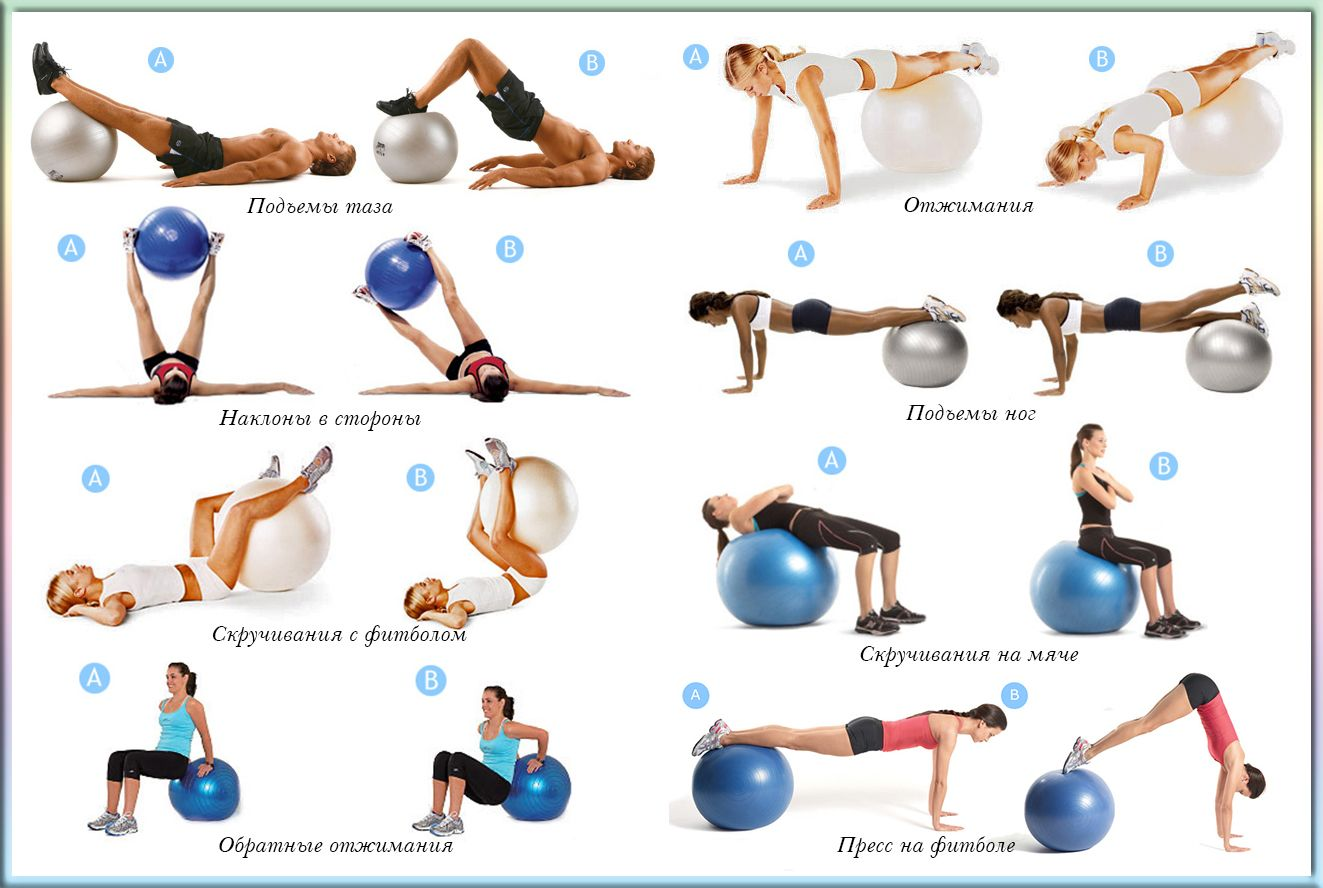 A
B
Подъемы таза
A
B
Отжимания
A
B
Наклоны в стороны
A
B
Подъемы ног
A
B
Скручивания с фитболом
A
B
Скручивания на мяче
A
B
Обратные отжимания
A
B
Пресс на фитболе